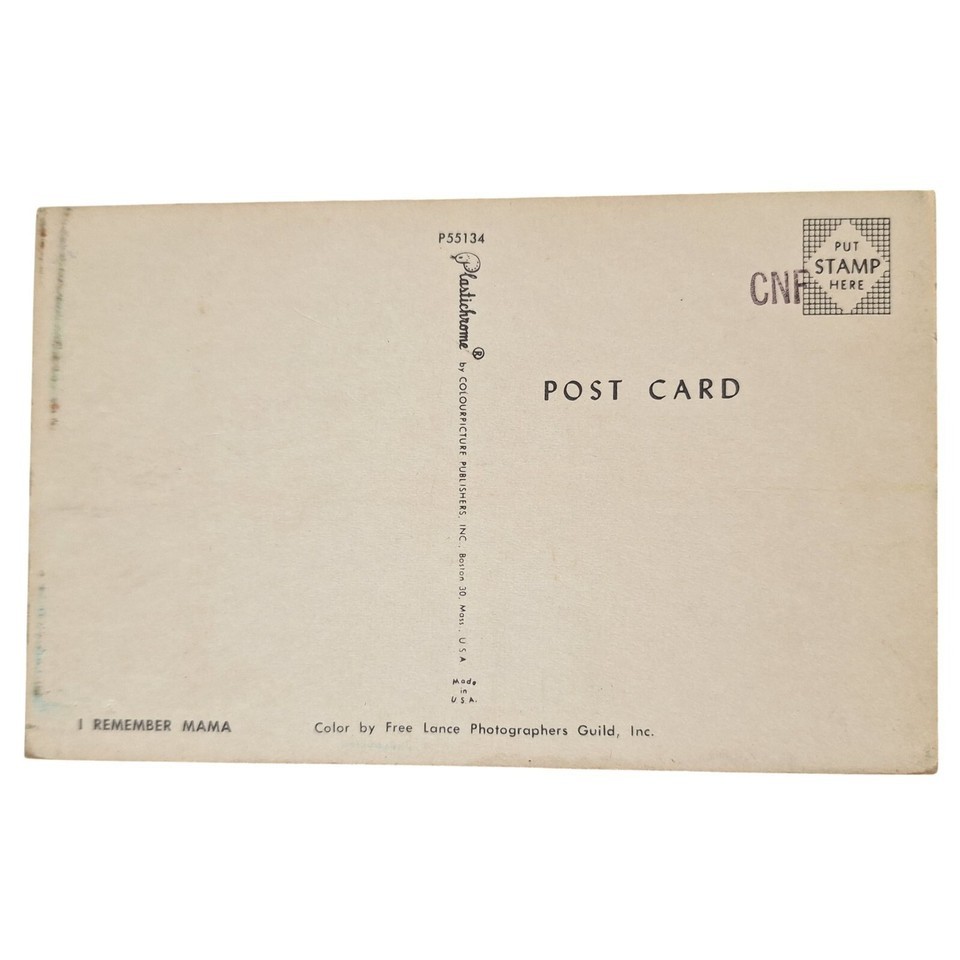 P55134
Plastichrome®
by COLOURPICTURE PUBLISHERS, INC., Boston 30, Mass., U.S.A
Made
in
U.S.A.
PUT
STAMP
HERE
CNF
POST CARD
I REMEMBER MAMA
Color by Free Lance Photographers Guild, Inc.